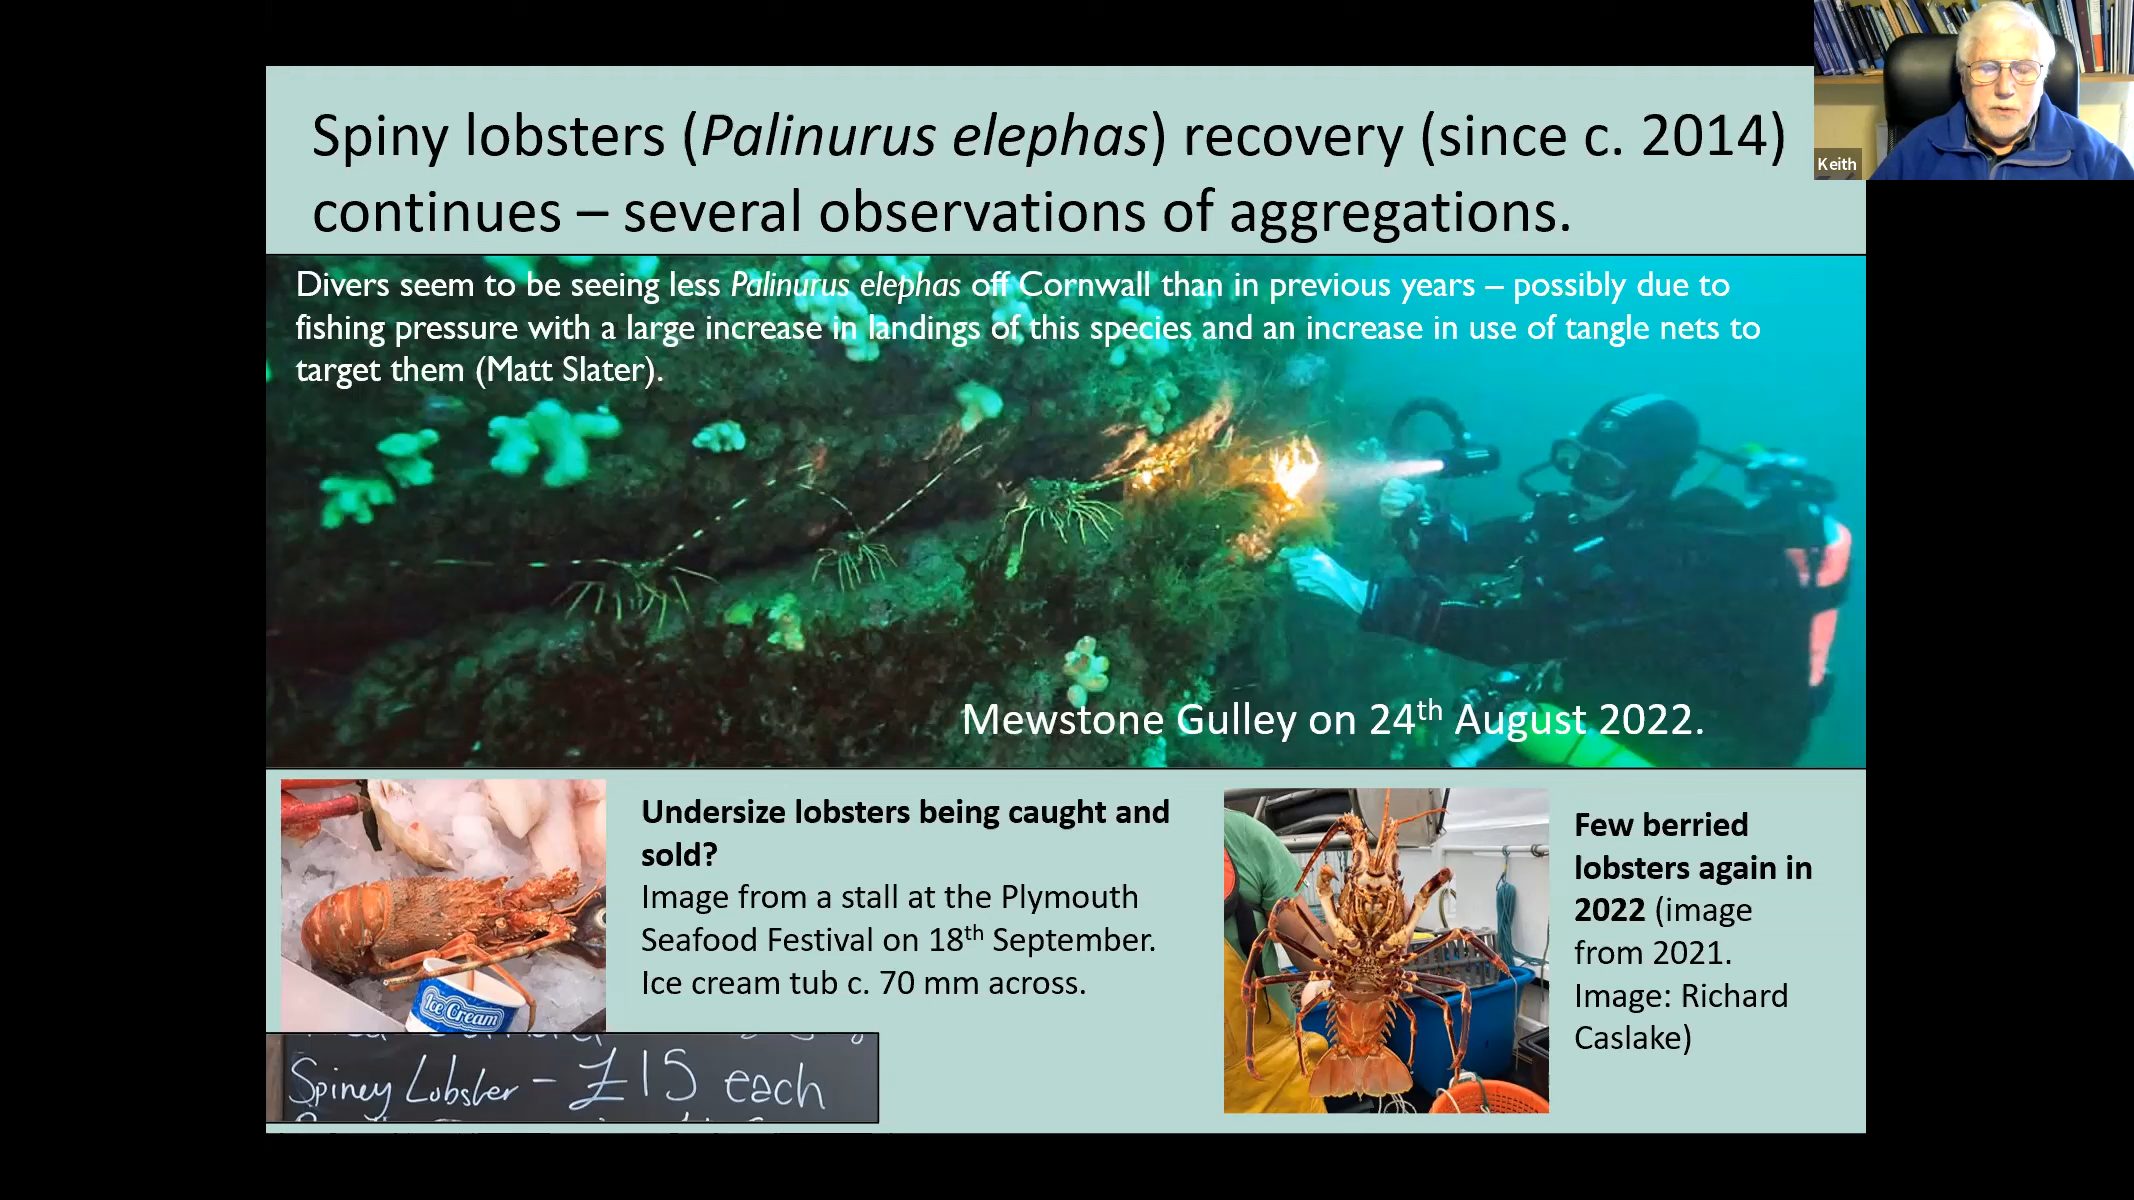 Spiny lobsters (Palinurus elephas) recovery (since c. 2014)
continues – several observations of aggregations.
Keith
Divers seem to be seeing less Palinurus elephas off Cornwall than in previous years – possibly due to
fishing pressure with a large increase in landings of this species and an increase in use of tangle nets to
target them (Matt Slater).
Mewstone Gulley on 24th August 2022.
Undersize lobsters being caught and
sold?
Image from a stall at the Plymouth
Seafood Festival on 18th September.
Ice cream tub c. 70 mm across.
Ice Cream
Spiney Lobster – £15 each
Few berried
lobsters again in
2022 (image
from 2021.
Image: Richard
Caslake)